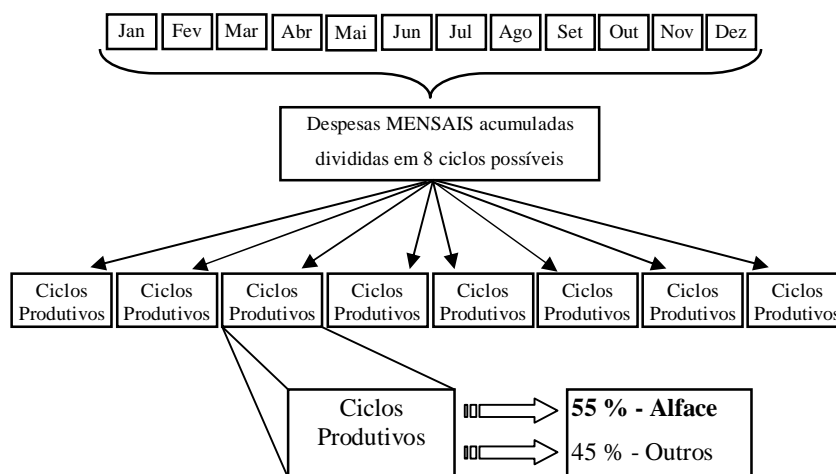 Jan Fev Mar Abr Mai Jun Jul Ago Set Out Nov Dez
Despesas MENSAIS acumuladas
divididas em 8 ciclos possíveis
Ciclos Ciclos Ciclos Ciclos Ciclos Ciclos Ciclos Ciclos
Produtivos Produtivos Produtivos Produtivos Produtivos Produtivos Produtivos Produtivos
Ciclos
Produtivos
55 % - Alface
45 % - Outros